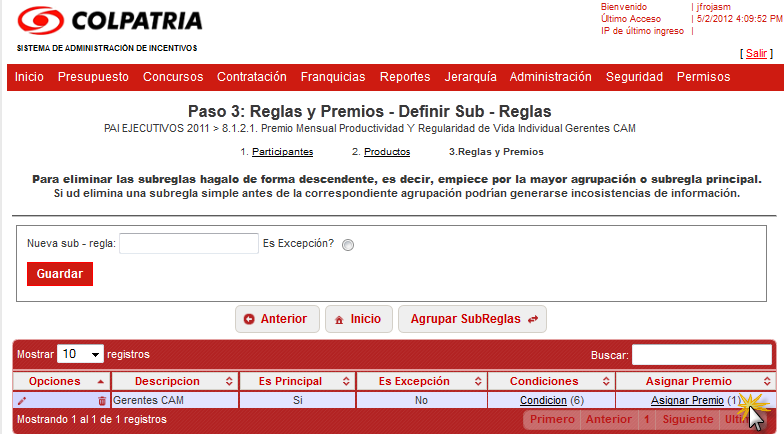 COLPATRIA
SISTEMA DE ADMINISTRACIÓN DE INCENTIVOS
Bienvenido | jfrojasm
Último Acceso | 5/2/2012 4:09:52 PM
IP de último ingreso |
[ Salir ]
Inicio Presupuesto Concursos Contratación Franquicias Reportes Jerarquía Administración Seguridad Permisos
Paso 3: Reglas y Premios - Definir Sub - Reglas
PAI EJECUTIVOS 2011 > 8.1.2.1. Premio Mensual Productividad Y Regularidad de Vida Individual Gerentes CAM
1. Participantes 2. Productos 3.Reglas y Premios
Para eliminar las subreglas hagalo de forma descendente, es decir, empiece por la mayor agrupación o subregla principal.
Si ud elimina una subregla simple antes de la correspondiente agrupación podrían generarse incosistencias de información.
Nueva sub - regla: Es Excepción?
Guardar
Anterior Inicio Agrupar SubReglas
Mostrar 10 registros Buscar:
Opciones Descripcion Es Principal Es Excepción Condiciones Asignar Premio
Gerentes CAM Si No Condicion (6) Asignar Premio (1)
Mostrando 1 al 1 de 1 registros Primero Anterior 1 Siguiente